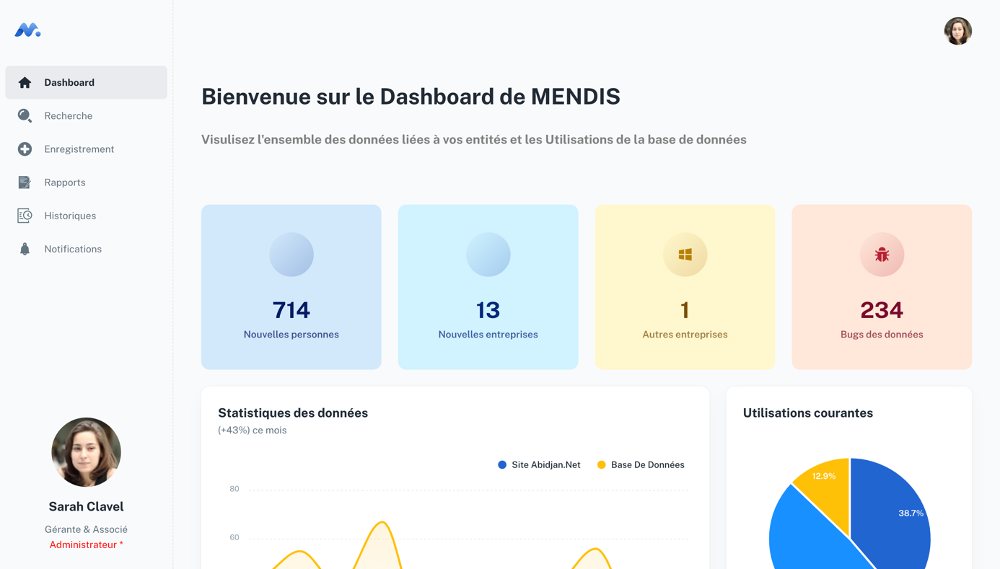 Dashboard
Recherche
Enregistrement
Rapports
Historiques
Notifications
Sarah Clavel
Gérante & Associé
Administrateur *
Bienvenue sur le Dashboard de MENDIS
Visulisez l'ensemble des données liées à vos entités et les Utilisations de la base de données
714
Nouvelles personnes
13
Nouvelles entreprises
1
Autres entreprises
234
Bugs des données
Statistiques des données
(+43%) ce mois
Site Abidjan.Net
Base De Données
80
60
Utilisations courantes
12.9%
38.7%